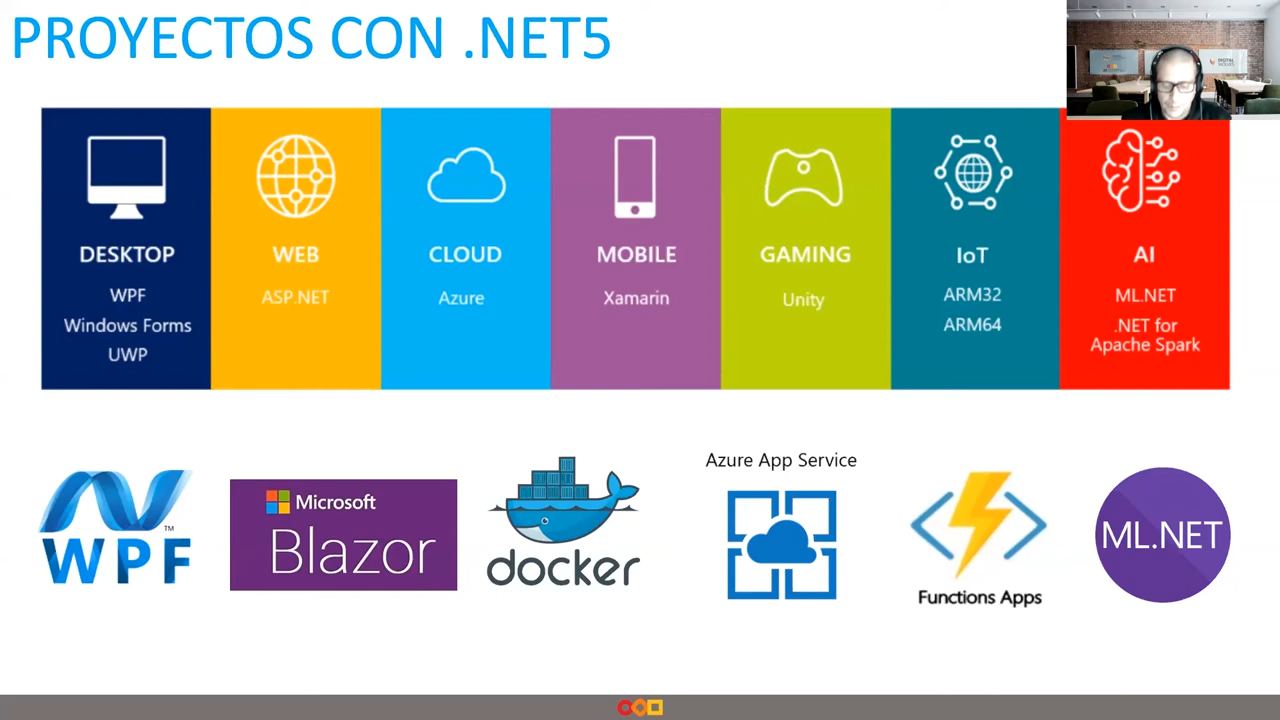 PROYECTOS CON .NET5
DESKTOP
WPF
Windows Forms
UWP
WEB
ASP.NET
CLOUD
Azure
MOBILE
Xamarin
GAMING
Unity
IoT
ARM32
ARM64
AI
ML.NET
.NET for
Apache Spark
WPF™
Microsoft
Blazor
docker
Azure App Service
Functions Apps
ML.NET